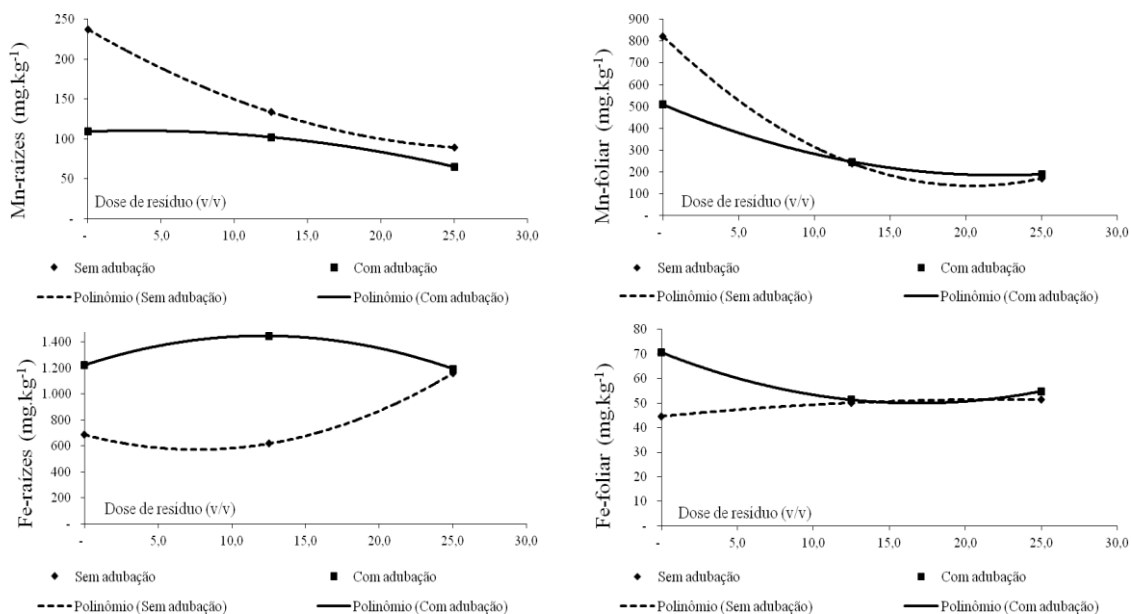 Mn-raízes (mg.kg-1)
250
200
150
100
50
-
Dose de resíduo (v/v)
- 5,0 10,0 15,0 20,0 25,0 30,0
Sem adubação Com adubação
Polinômio (Sem adubação) Polinômio (Com adubação)
Mn-foliar (mg.kg-1)
900
800
700
600
500
400
300
200
100
-
Dose de resíduo (v/v)
- 5,0 10,0 15,0 20,0 25,0 30,0
Sem adubação Com adubação
Polinômio (Sem adubação) Polinômio (Com adubação)
Fe-raízes (mg.kg-1)
1.400
1.200
1.000
800
600
400
200
-
Dose de resíduo (v/v)
- 5,0 10,0 15,0 20,0 25,0 30,0
Sem adubação Com adubação
Polinômio (Sem adubação) Polinômio (Com adubação)
Fe-foliar (mg.kg-1)
80
70
60
50
40
30
20
10
-
Dose de resíduo (v/v)
- 5,0 10,0 15,0 20,0 25,0 30,0
Sem adubação Com adubação
Polinômio (Sem adubação) Polinômio (Com adubação)